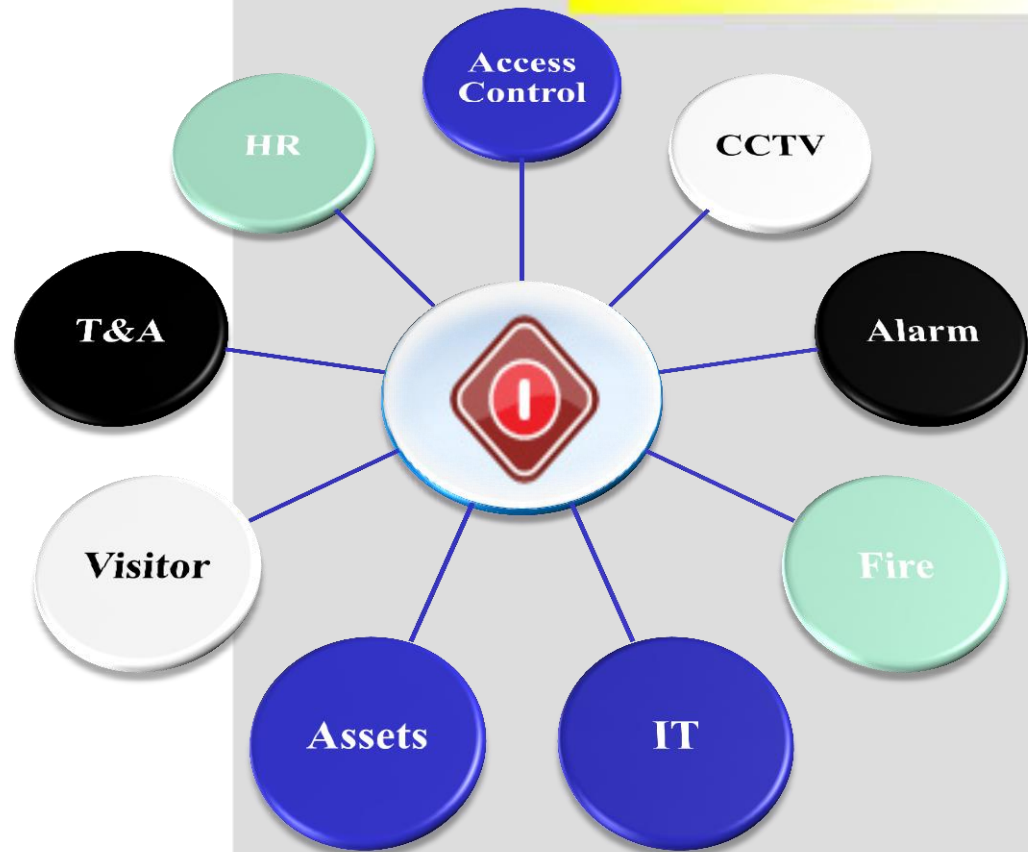 Access
Control
HR
CCTV
T&A
Alarm
Visitor
Fire
Assets
IT